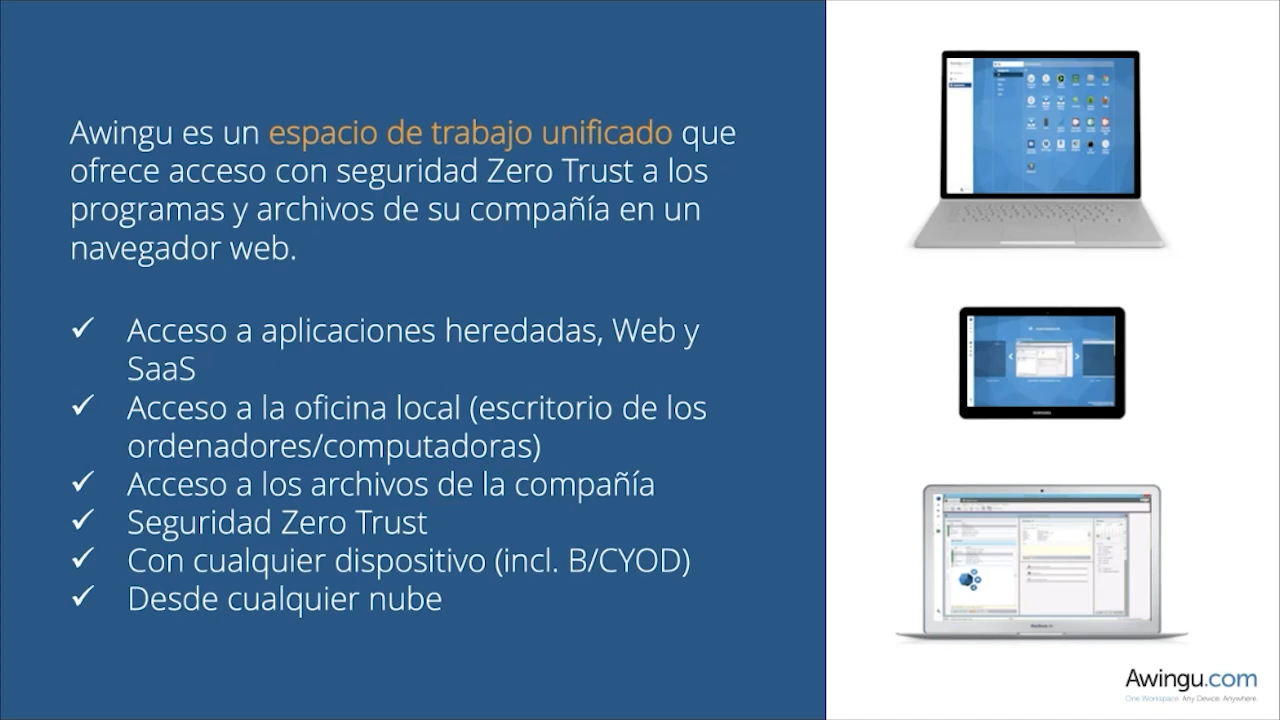 Awingu es un espacio de trabajo unificado que
ofrece acceso con seguridad Zero Trust a los
programas y archivos de su compañía en un
navegador web.
✓ Acceso a aplicaciones heredadas, Web y
SaaS
✓ Acceso a la oficina local (escritorio de los
ordenadores/computadoras)
✓ Acceso a los archivos de la compañía
✓ Seguridad Zero Trust
✓ Con cualquier dispositivo (incl. B/CYOD)
✓ Desde cualquier nube
SAMSUNG
MacBook Air
Awingu.com
One Workspace. Any Device. Anywhere.